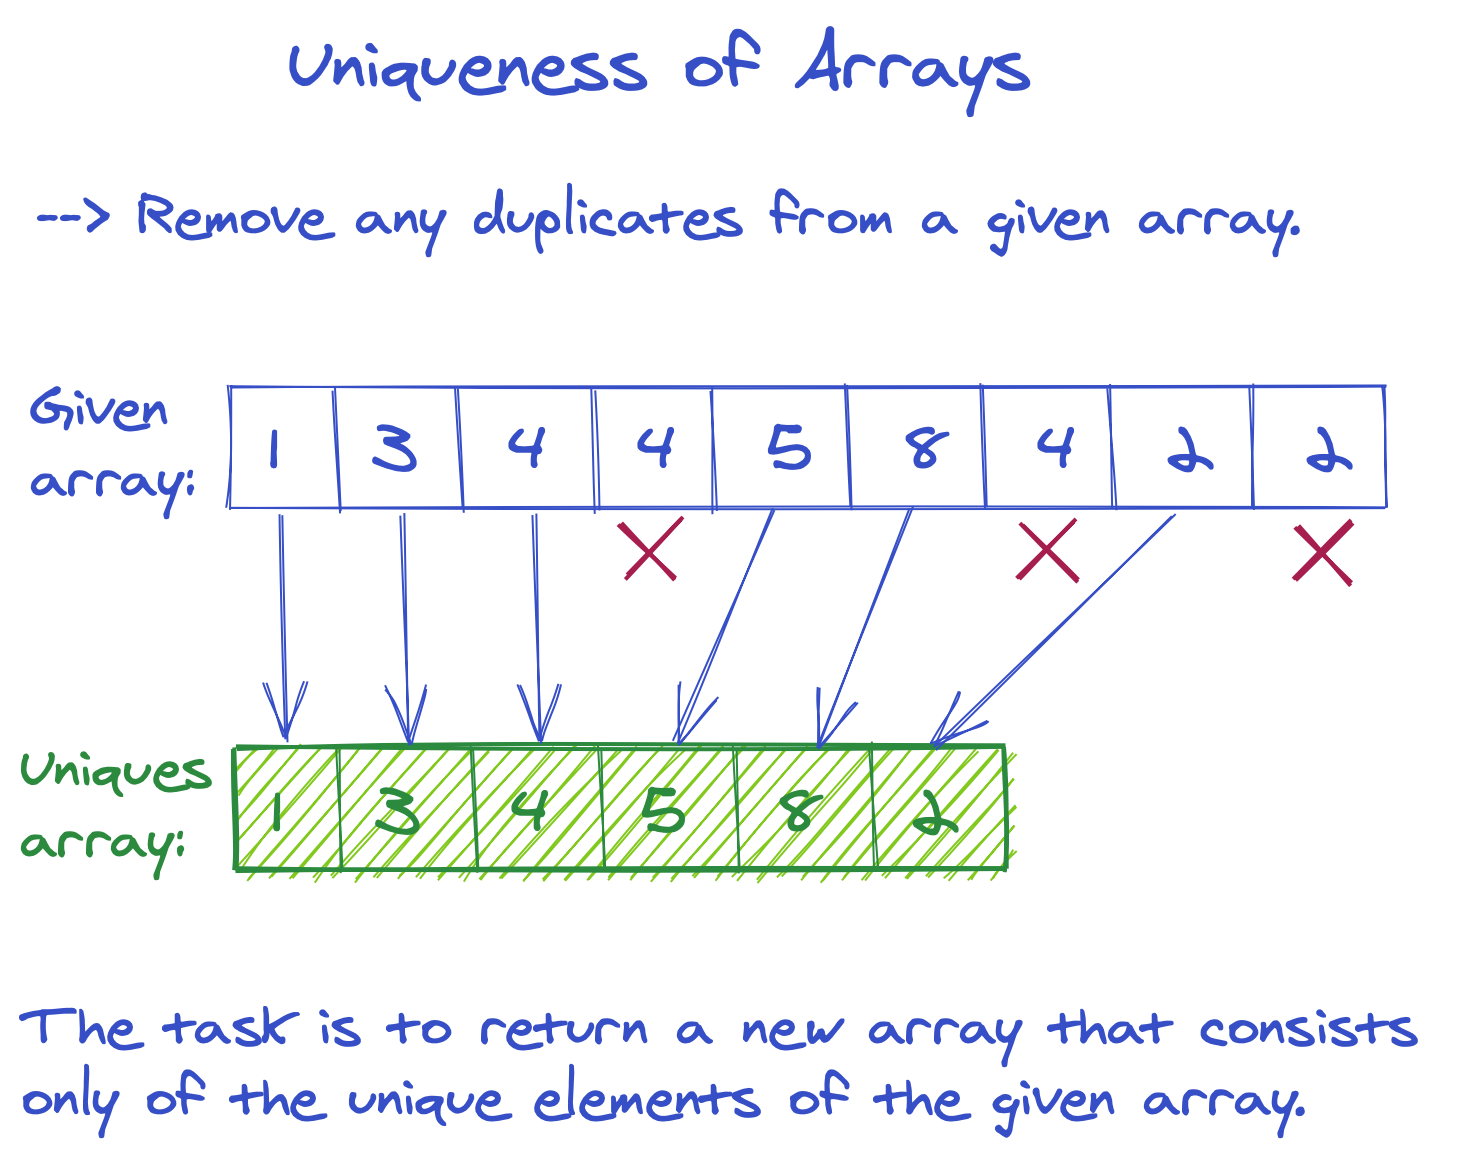 Uniqueness of Arrays
--> Remove any duplicates from a given array.
Given array:
1 3 4 4 5 8 4 2 2
Uniques array:
1 3 4 5 8 2
The task is to return a new array that consists
only of the unique elements of the given array.